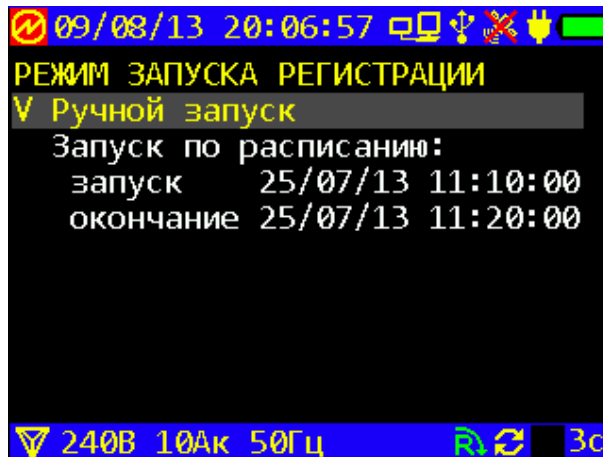 09/08/13 20:06:57
РЕЖИМ ЗАПУСКА РЕГИСТРАЦИИ
V Ручной запуск
Запуск по расписанию:
запуск 25/07/13 11:10:00
окончание 25/07/13 11:20:00
240В 10Ак 50Гц R 3с